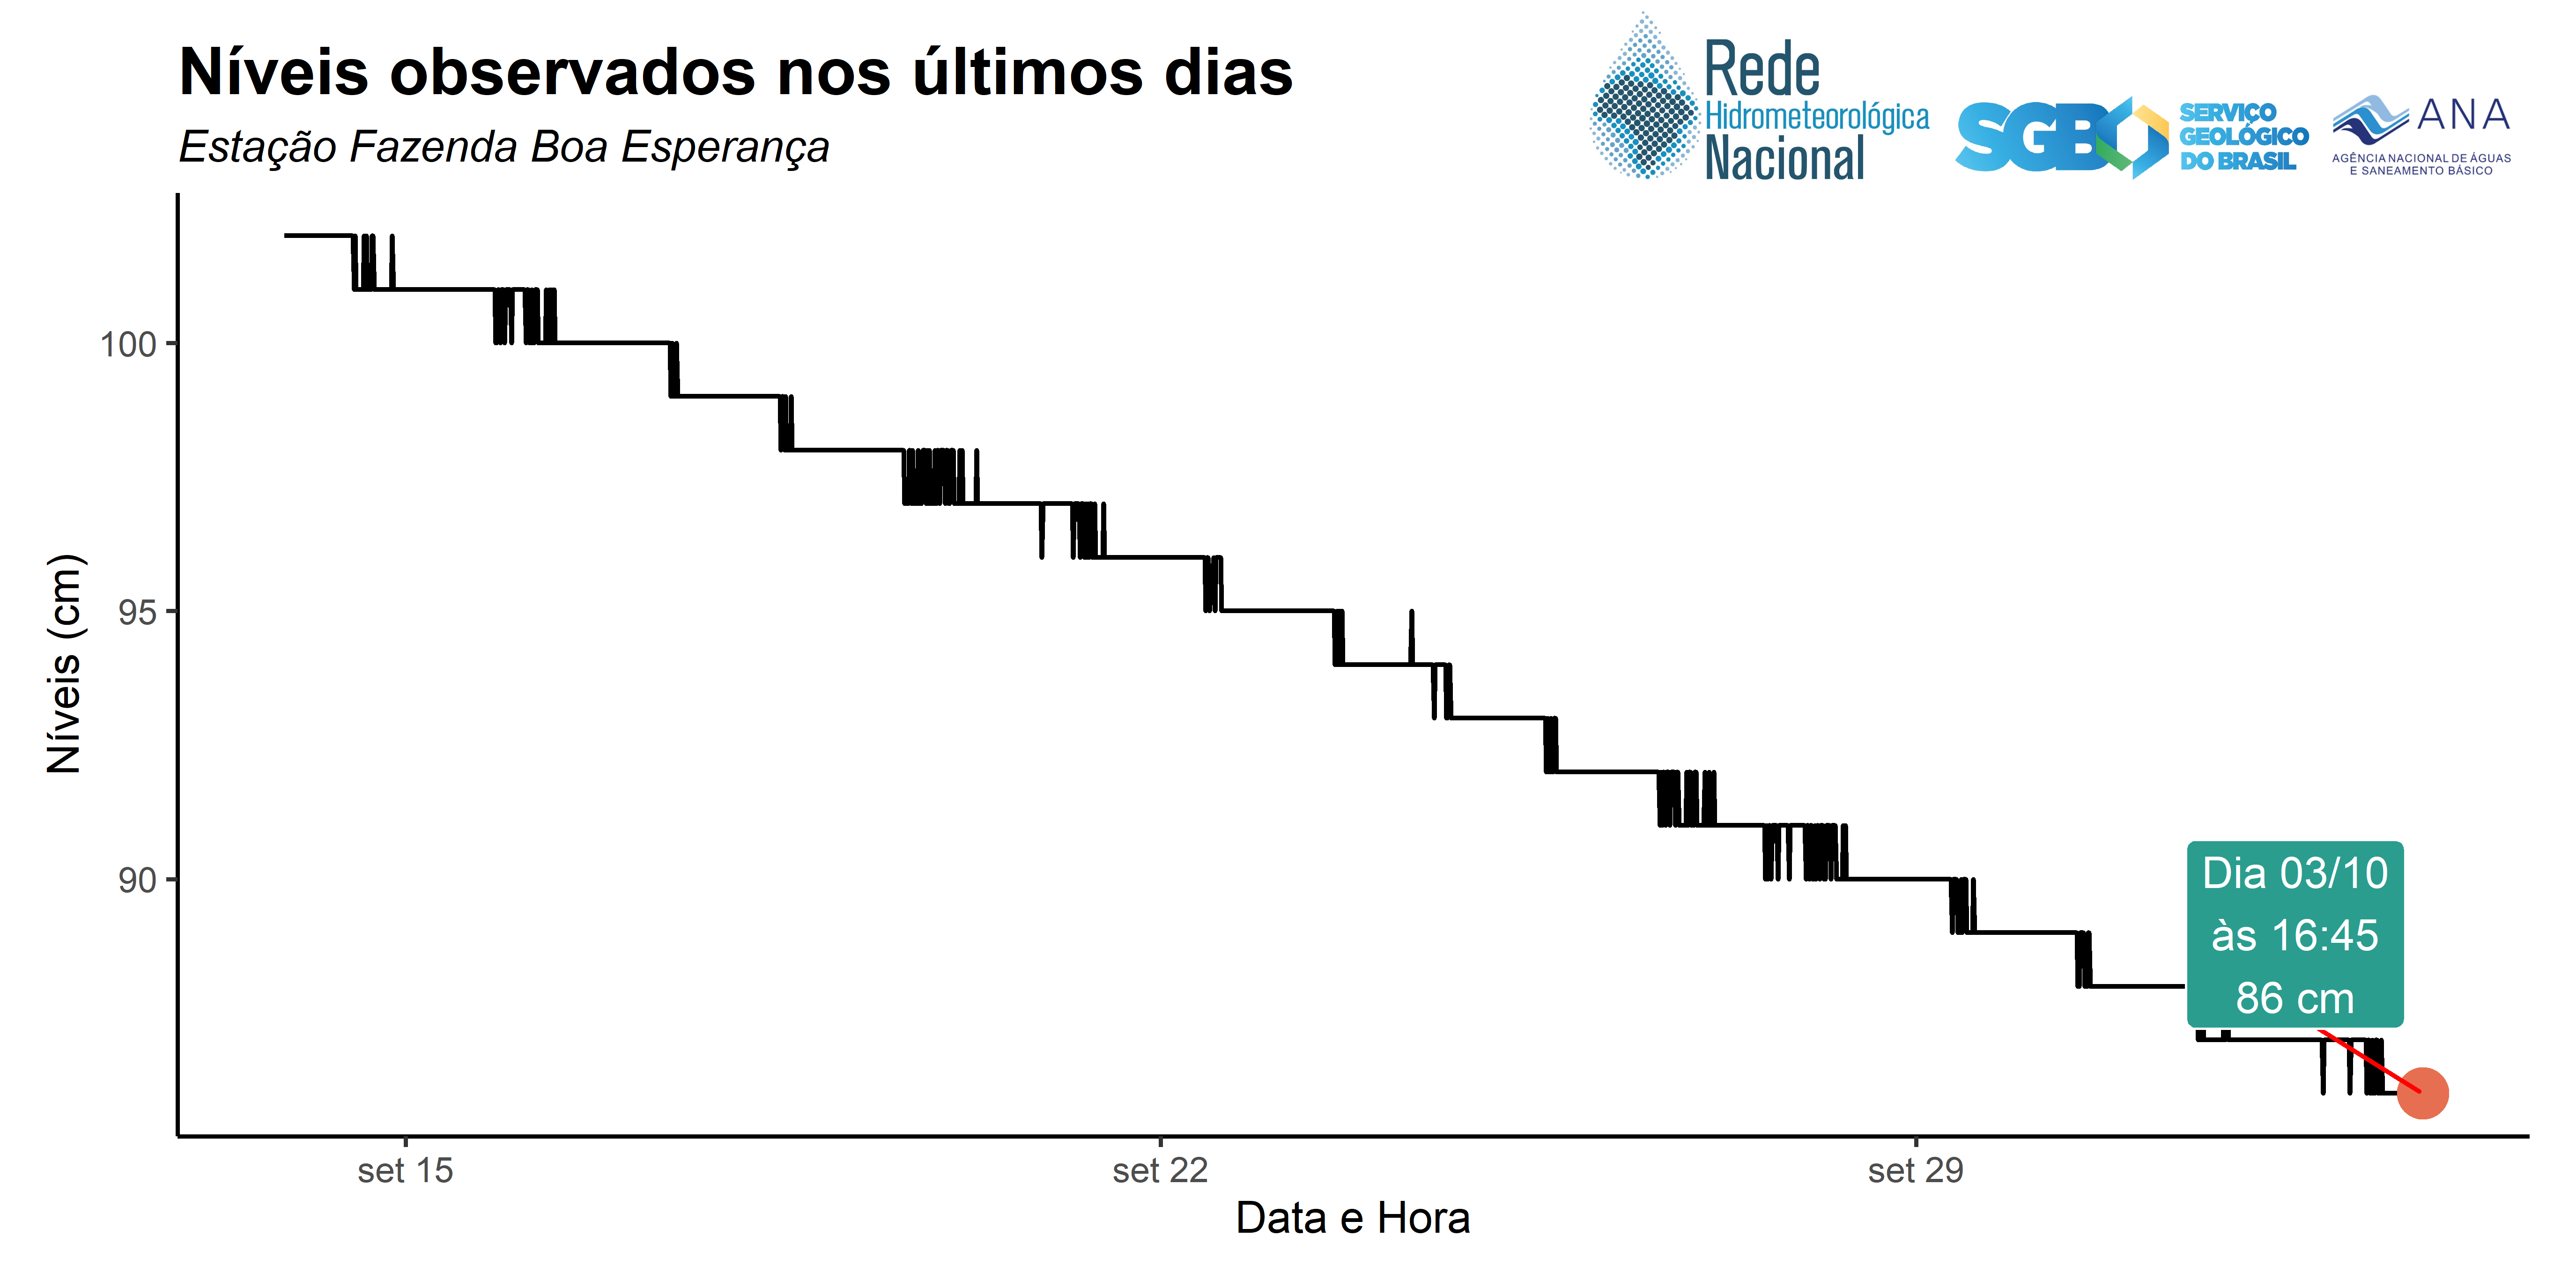 Níveis observados nos últimos dias
Estação Fazenda Boa Esperança
Rede
Hidrometeorológica
Nacional
SGB
SERVIÇO
GEOLÓGICO
DO BRASIL
ANA
AGÊNCIA NACIONAL DE ÁGUAS
E SANEAMENTO BÁSICO
Níveis (cm)
100
95
90
Dia 03/10
às 16:45
86 cm
set 15
set 22
set 29
Data e Hora